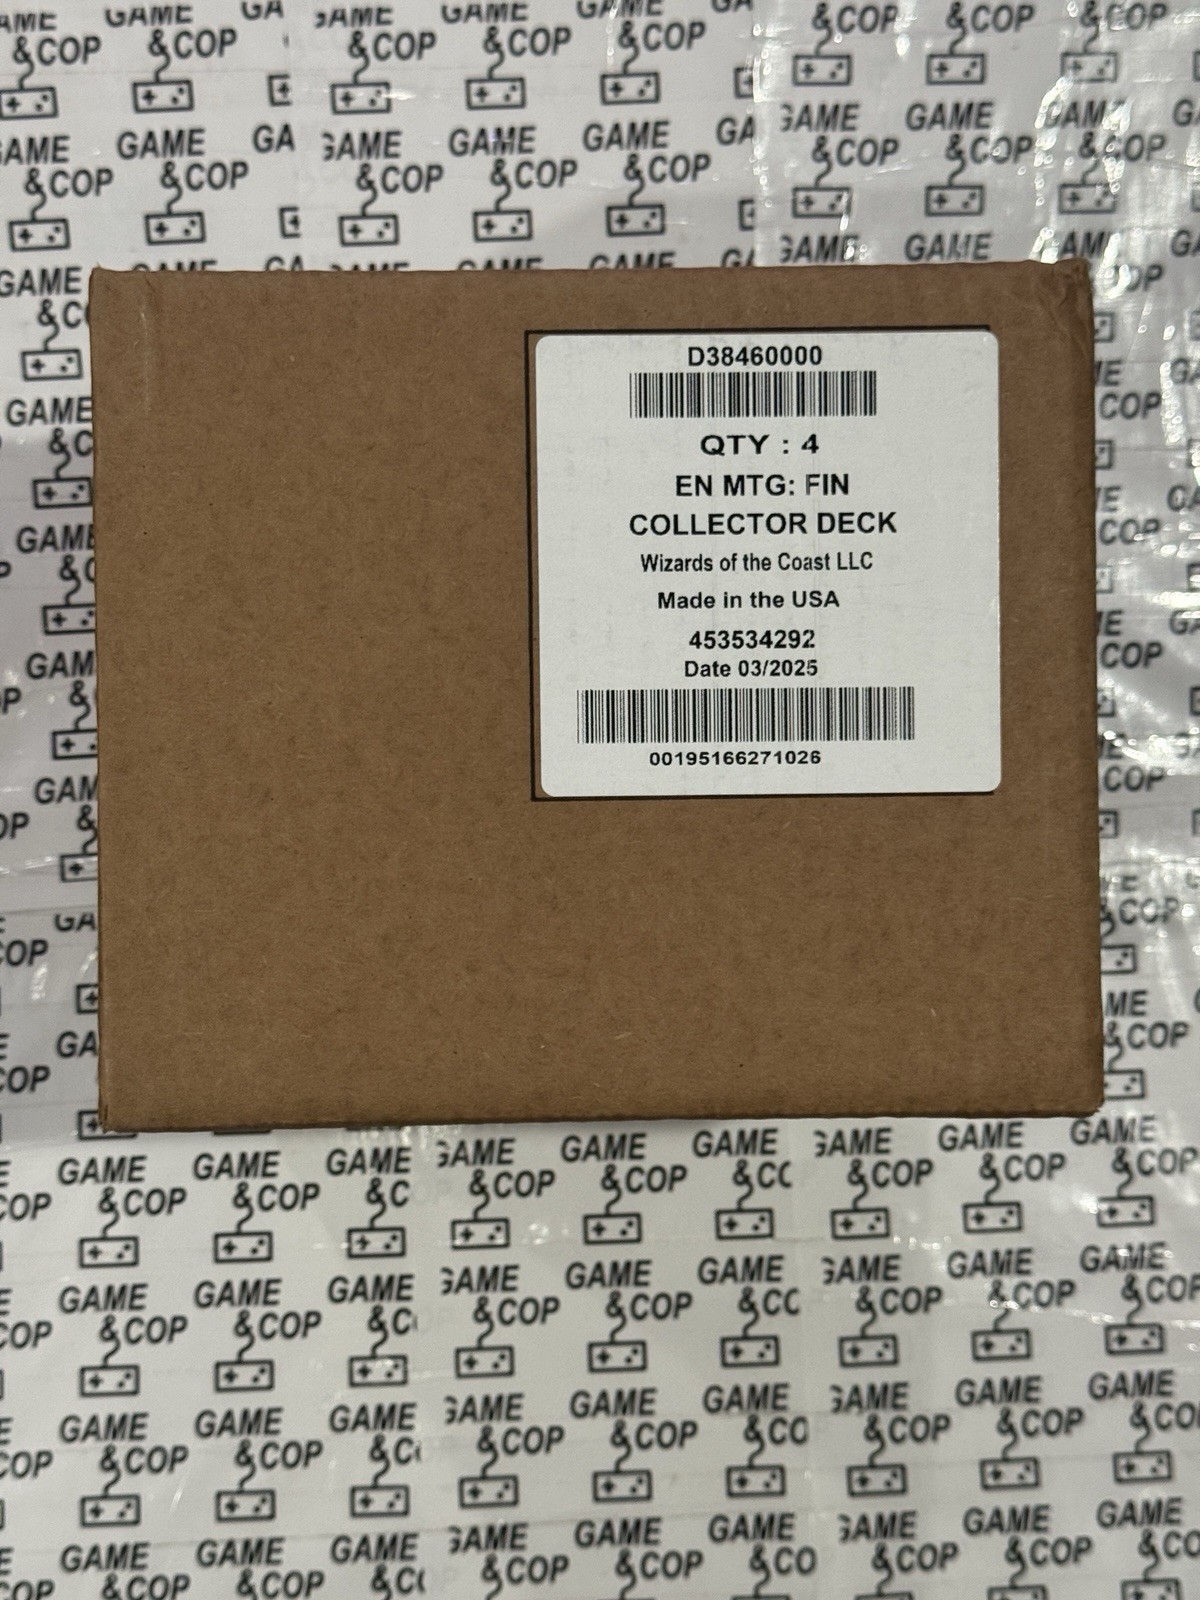 D38460000
QTY : 4
EN MTG: FIN
COLLECTOR DECK
Wizards of the Coast LLC
Made in the USA
453534292
Date 03/2025
00195166271026
GAME
&COP